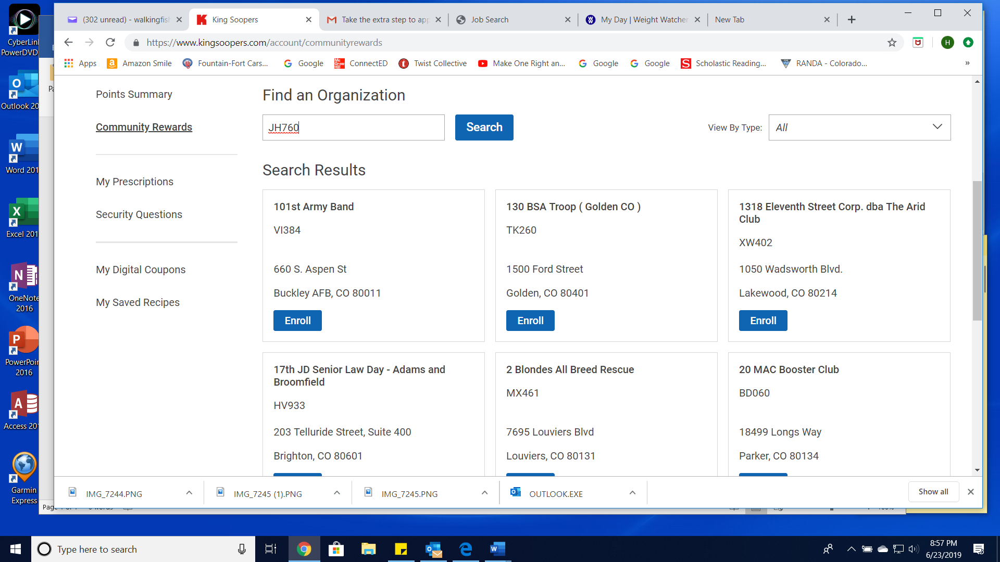 (302 unread) - walkingfish
King Soopers
Take the extra step to app
Job Search
My Day | Weight Watcher
New Tab
https://www.kingsoopers.com/account/communityrewards
H
Apps
Amazon Smile
Fountain-Fort Cars...
Google
ConnectED
Twist Collective
Make One Right an...
Google
Google
Scholastic Reading...
RANDA - Colorado...
»
Points Summary
Community Rewards
My Prescriptions
Security Questions
My Digital Coupons
My Saved Recipes
Find an Organization
JH760
Search
View By Type:
All
Search Results
101st Army Band
VI384
660 S. Aspen St
Buckley AFB, CO 80011
Enroll
130 BSA Troop ( Golden CO )
TK260
1500 Ford Street
Golden, CO 80401
Enroll
1318 Eleventh Street Corp. dba The Arid
Club
XW402
1050 Wadsworth Blvd.
Lakewood, CO 80214
Enroll
17th JD Senior Law Day - Adams and
Broomfield
HV933
203 Telluride Street, Suite 400
Brighton, CO 80601
2 Blondes All Breed Rescue
MX461
7695 Louviers Blvd
Louviers, CO 80131
20 MAC Booster Club
BD060
18499 Longs Way
Parker, CO 80134
IMG_7244.PNG
IMG_7245 (1).PNG
IMG_7245.PNG
OUTLOOK.EXE
Show all
CyberLink
PowerDVD
Outlook 20
Word 201
Excel 201
OneNote
2016
PowerPoin
2016
Access 20
Garmin
Express
Pa
Page
Type here to search
8:57 PM
6/23/2019